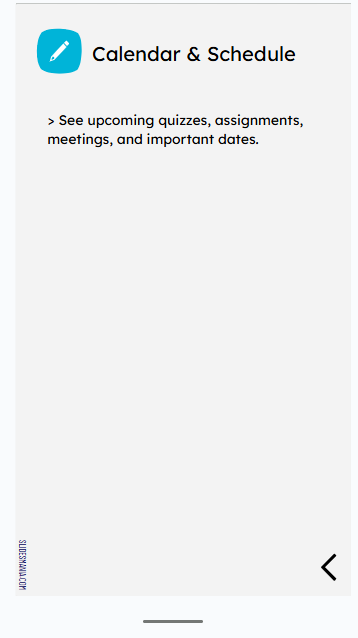 Calendar & Schedule
> See upcoming quizzes, assignments,
meetings, and important dates.
SLIDESMANIA.COM